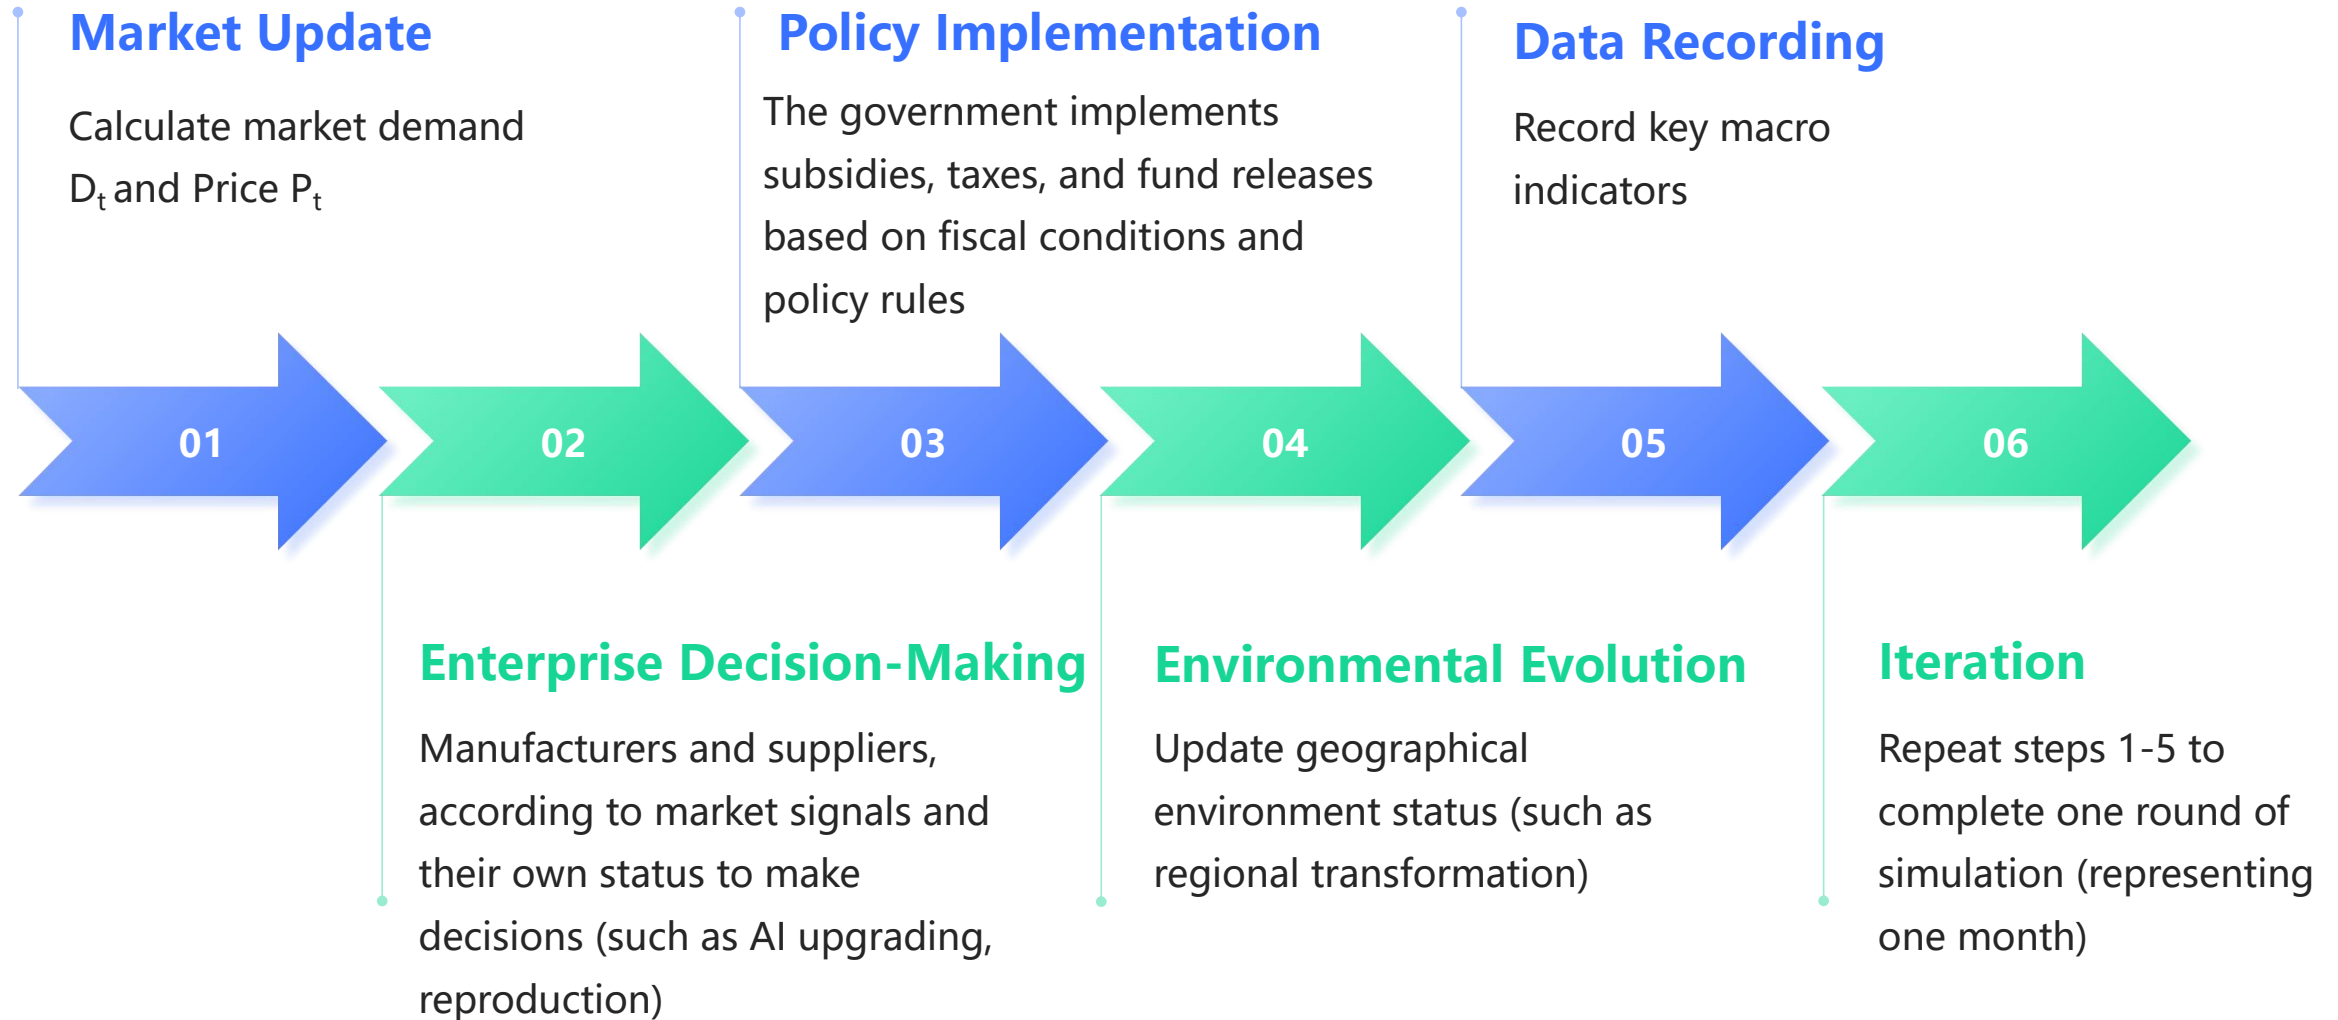 Market Update
Calculate market demand
Dt and Price Pt
Policy Implementation
The government implements
subsidies, taxes, and fund releases
based on fiscal conditions and
policy rules
Data Recording
Record key macro
indicators
01
02
03
04
05
06
Enterprise Decision-Making
Manufacturers and suppliers,
according to market signals and
their own status to make
decisions (such as AI upgrading,
reproduction)
Environmental Evolution
Update geographical
environment status (such as
regional transformation)
Iteration
Repeat steps 1-5 to
complete one round of
simulation (representing
one month)